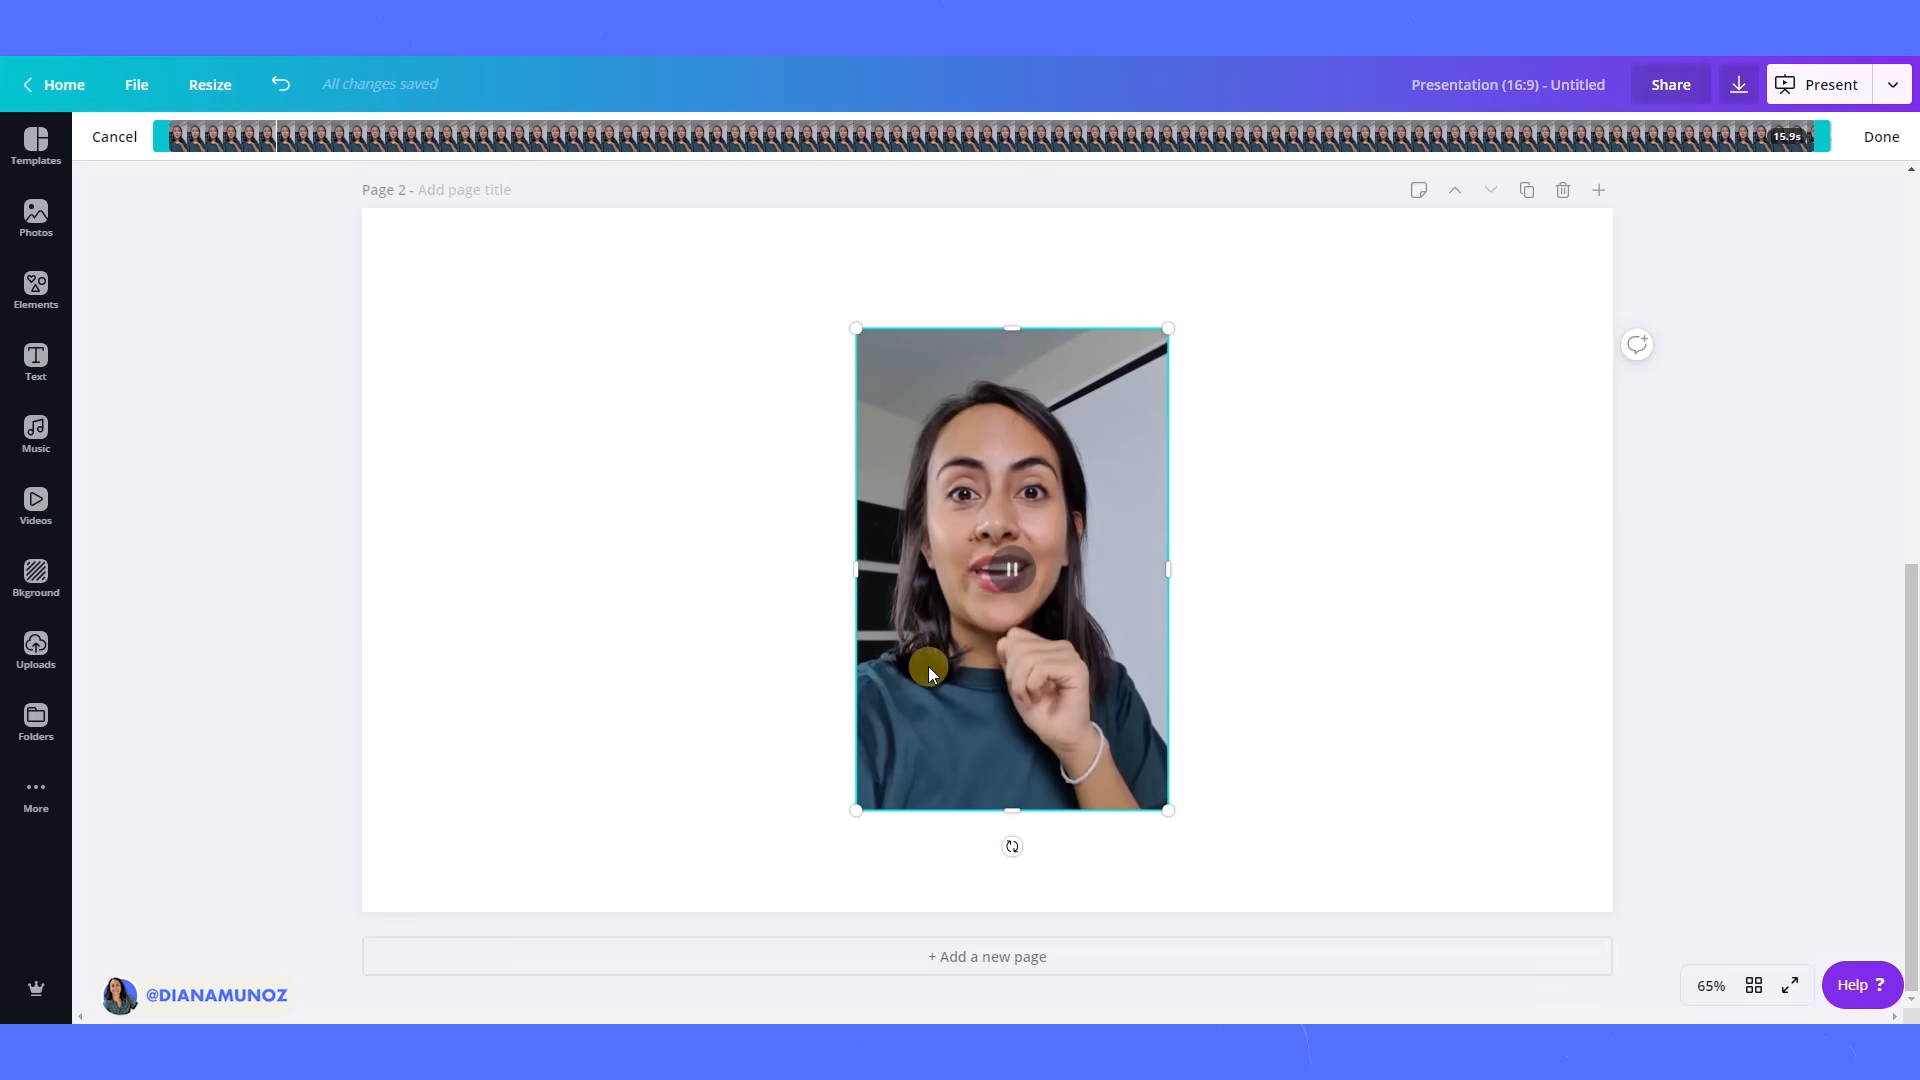 Home File Resize All changes saved Presentation (16:9) - Untitled Share Present
Cancel 15.9s Done
Templates
Page 2 - Add page title
Photos
Elements
Text
Music
Videos
Bkground
Uploads
Folders
More
+ Add a new page
@DIANAMUNOZ
65% Help ?